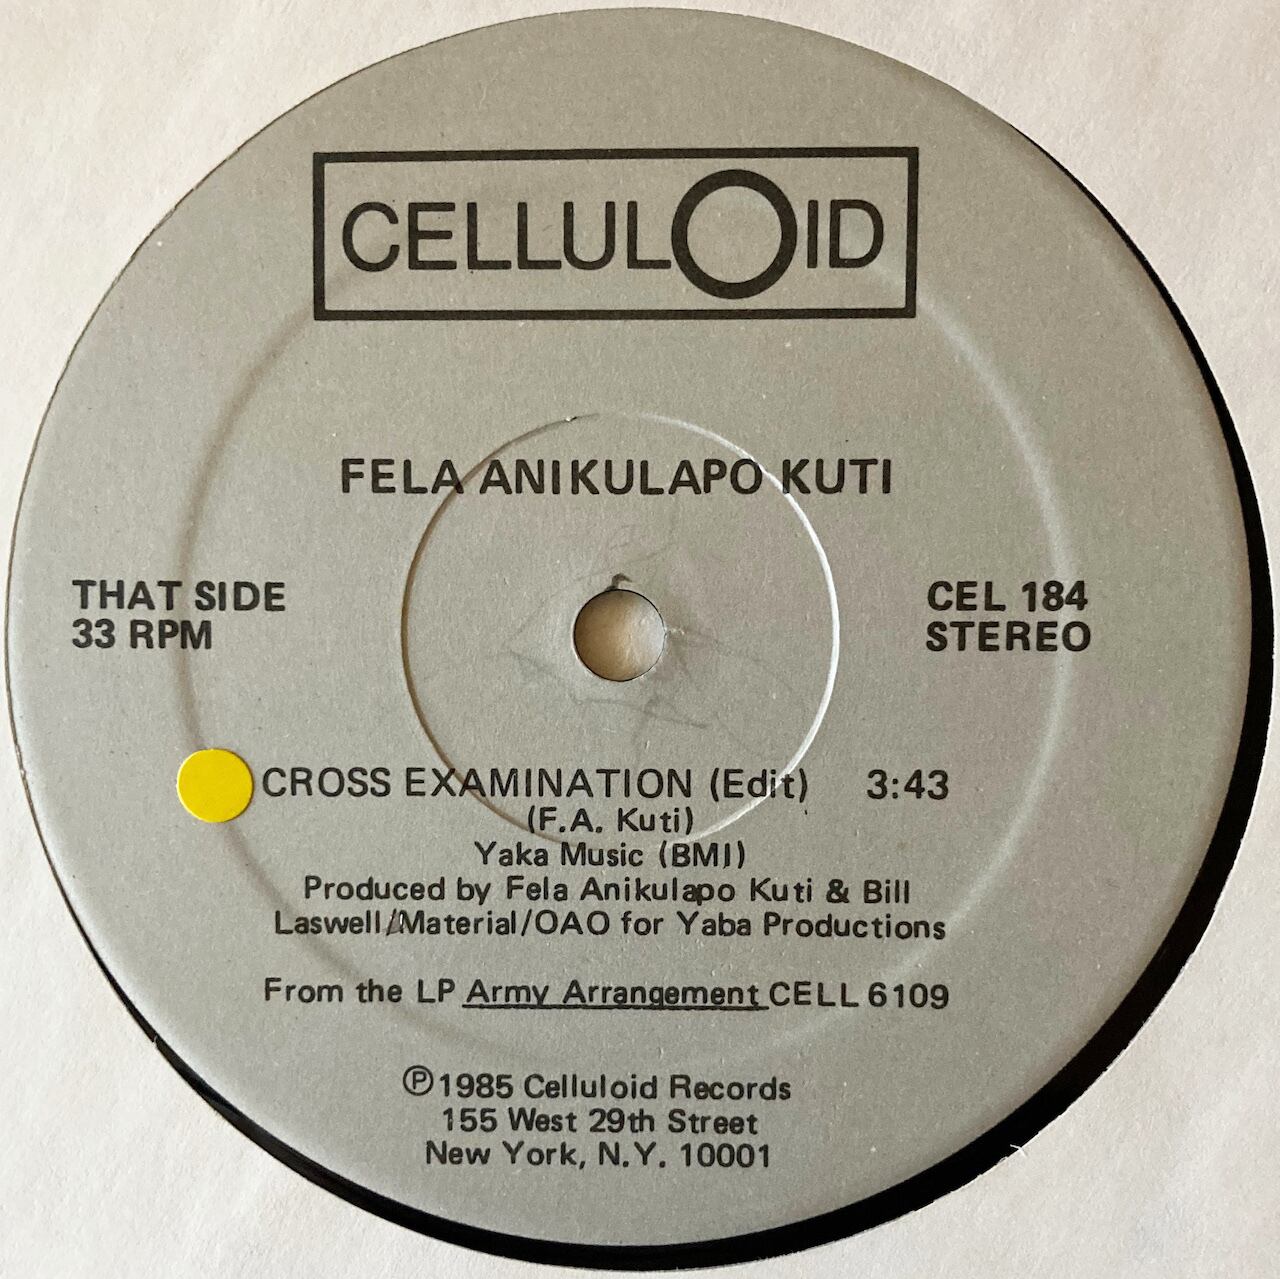 CELLULOID
FELA ANIKULAPO KUTI
THAT SIDE
33 RPM
CEL 184
STEREO
CROSS EXAMINATION (Edit) 3:43
(F.A. Kuti)
Yaka Music (BMI)
Produced by Fela Anikulapo Kuti & Bill
Laswell/Material/OAO for Yaba Productions
From the LP Army Arrangement CELL 6109
℗1985 Celluloid Records
155 West 29th Street
New York, N.Y. 10001